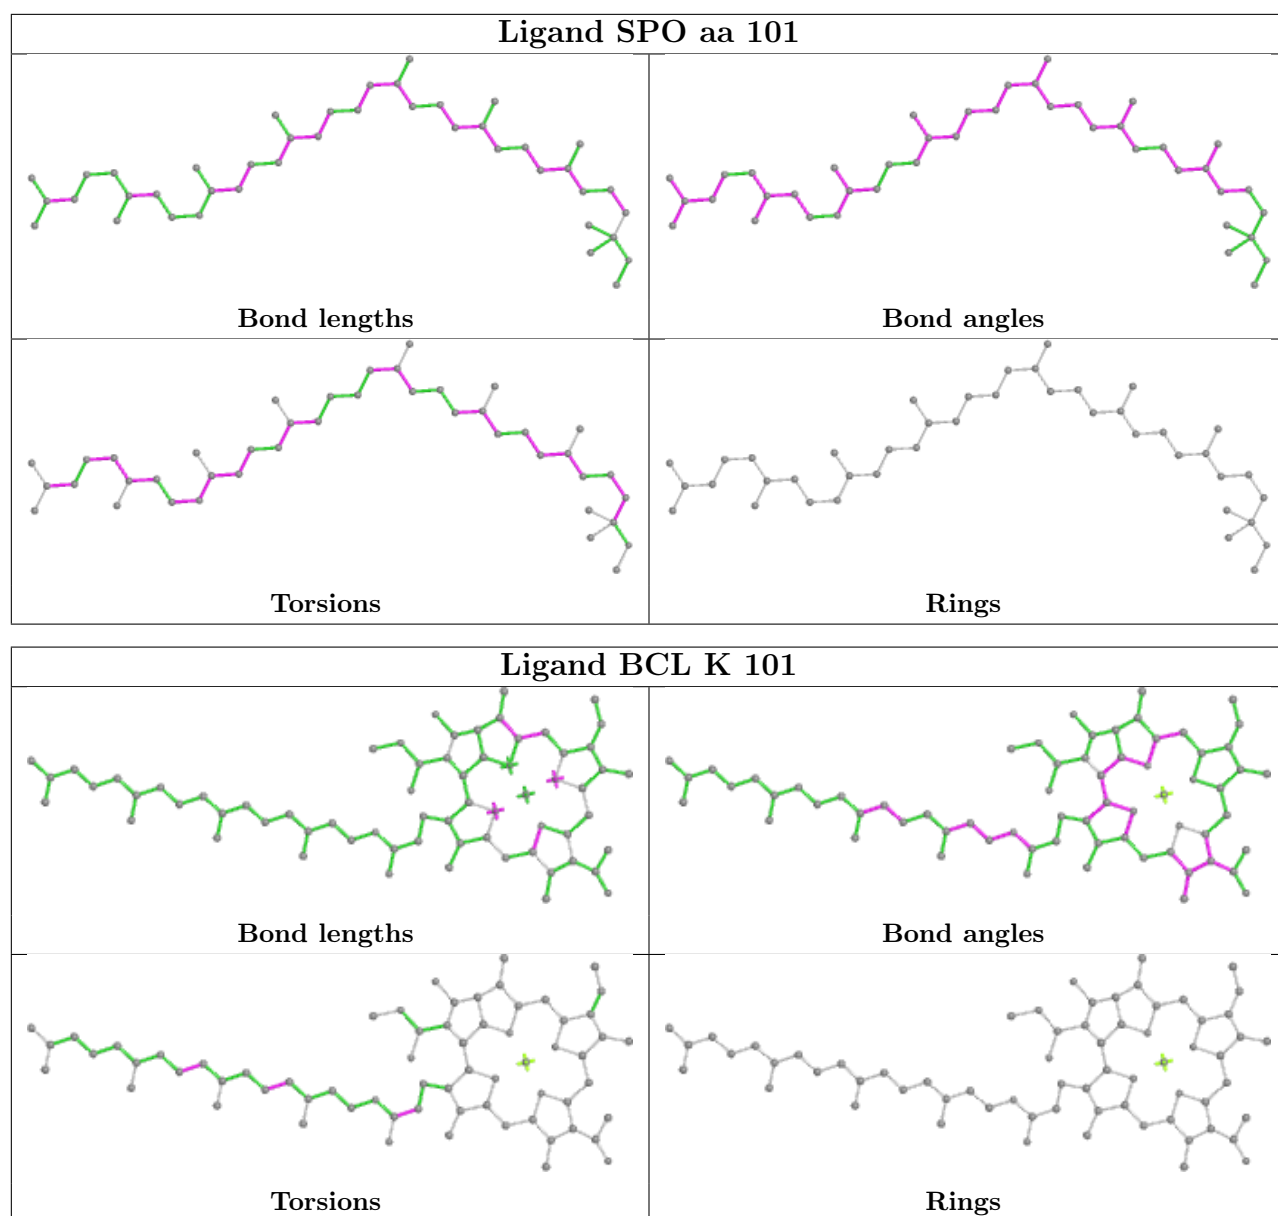 Ligand SPO aa 101
Bond lengths
Bond angles
Torsions
Rings
Ligand BCL K 101
Bond lengths
Bond angles
Torsions
Rings